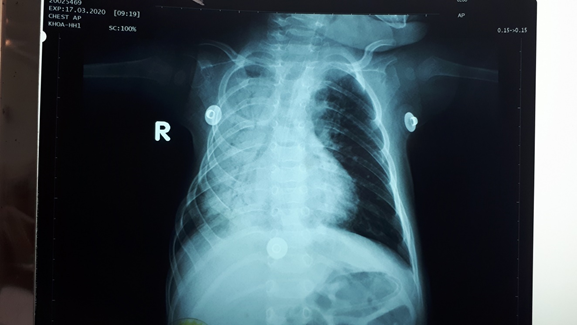 20025469
EXP:17.03.2020 [09:19]
CHEST AP
KHOA-HH1
SC:100%
AP
0.15->0.15
R